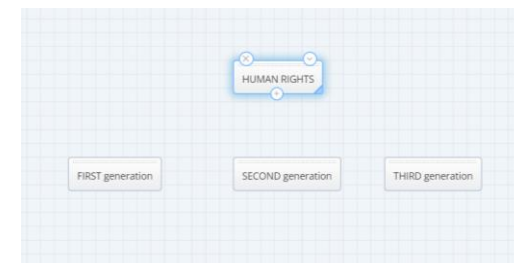 HUMAN RIGHTS
FIRST generation
SECOND generation
THIRD generation